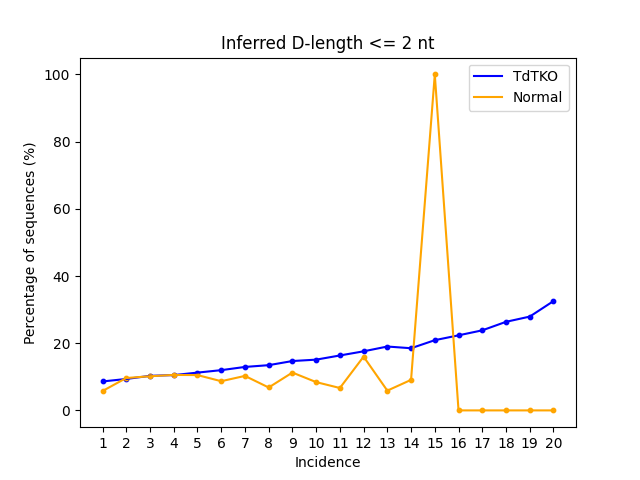 Inferred D-length <= 2 nt
TdTKO
Normal
Percentage of sequences (%)
100
80
60
40
20
0
1 2 3 4 5 6 7 8 9 10 11 12 13 14 15 16 17 18 19 20
Incidence